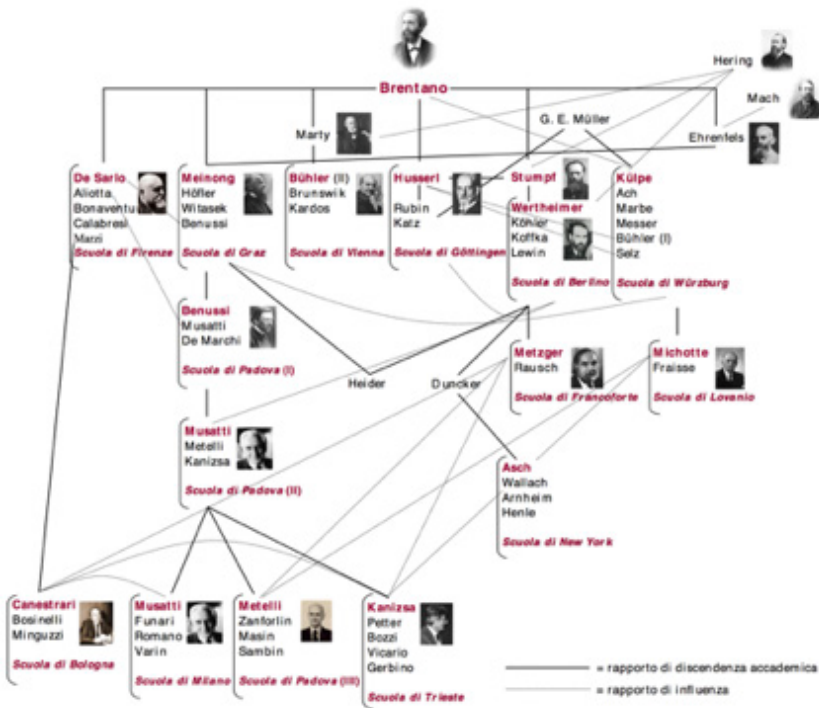 Brentano
Hering
Mach
Marty
G. E. Müller
Ehrenfels
De Sarlo
Aliotta
Bonaventu
Calabresi
Marzi
Scuola di Firenze
Meinong
Höfler
Witasek
Benussi
Scuola di Graz
Bühler (II)
Brunswik
Kardos
Scuola di Vienna
Husserl
Rubin
Katz
Scuola di Göttingen
Stumpf
Wertheimer
Köhler
Koffka
Lewin
Scuola di Berlino
Külpe
Ach
Marbe
Messer
Bühler (I)
Selz
Scuola di Würzburg
Benussi
Musatti
De Marchi
Scuola di Padova (I)
Heider
Duncker
Metzger
Rausch
Scuola di Francoforte
Michotte
Fraisse
Scuola di Lovanio
Musatti
Metelli
Kanizsa
Scuola di Padova (II)
Asch
Wallach
Arnheim
Henle
Scuola di New York
Canestrari
Bosinelli
Minguzzi
Scuola di Bologna
Musatti
Funari
Romano
Varin
Scuola di Milano
Metelli
Zanforlin
Masin
Sambin
Scuola di Padova (III)
Kanizsa
Petter
Bozzi
Vicario
Gerbino
Scuola di Trieste
= rapporto di discendenza accademica
= rapporto di influenza